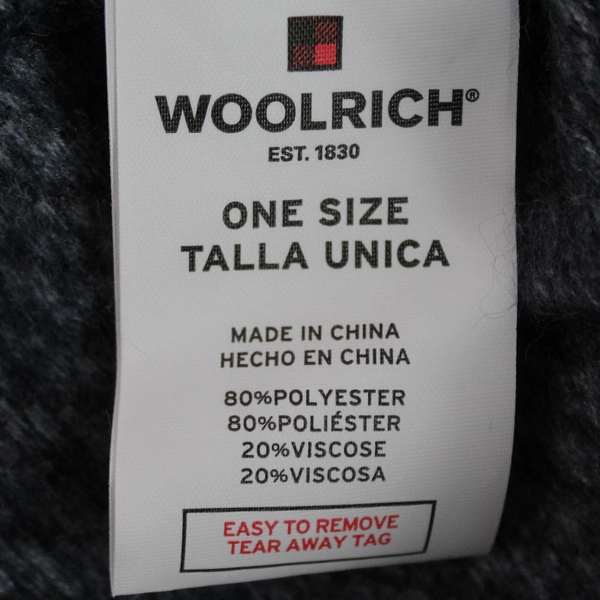 WOOLRICH®
EST. 1830
ONE SIZE
TALLA UNICA
MADE IN CHINA
HECHO EN CHINA
80%POLYESTER
80%POLIÉSTER
20%VISCOSE
20%VISCOSA
EASY TO REMOVE
TEAR AWAY TAG